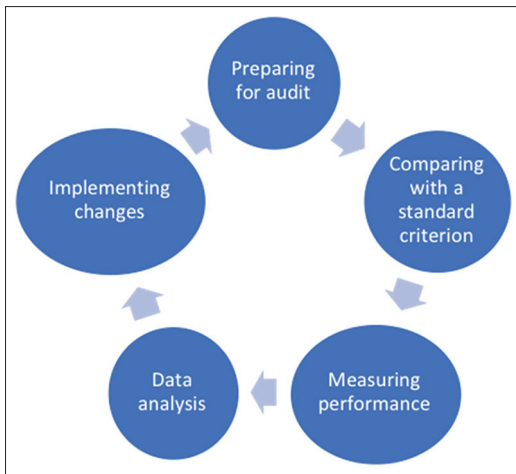 Preparing
for audit
Comparing
with a
standard
criterion
Measuring
performance
Data
analysis
Implementing
changes